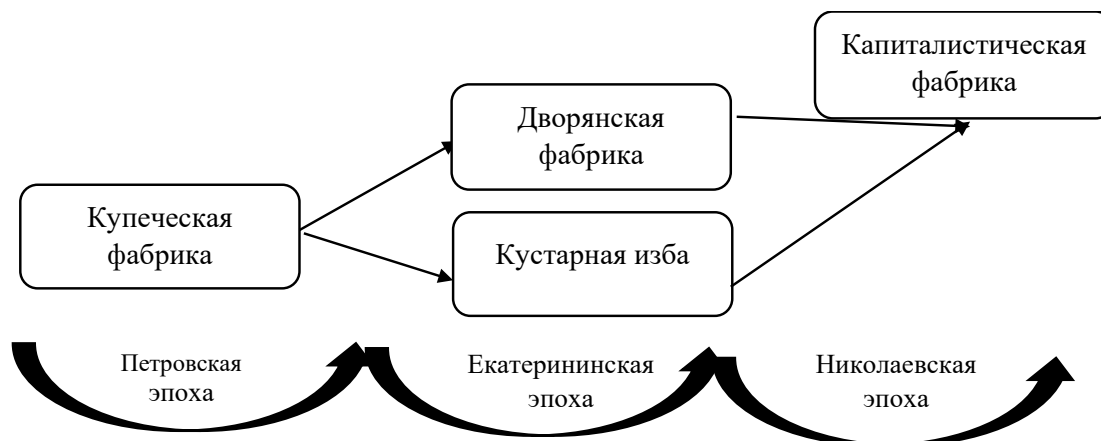 Капиталистическая
фабрика
Дворянская
фабрика
Купеческая
фабрика
Кустарная изба
Петровская
эпоха
Екатерининская
эпоха
Николаевская
эпоха